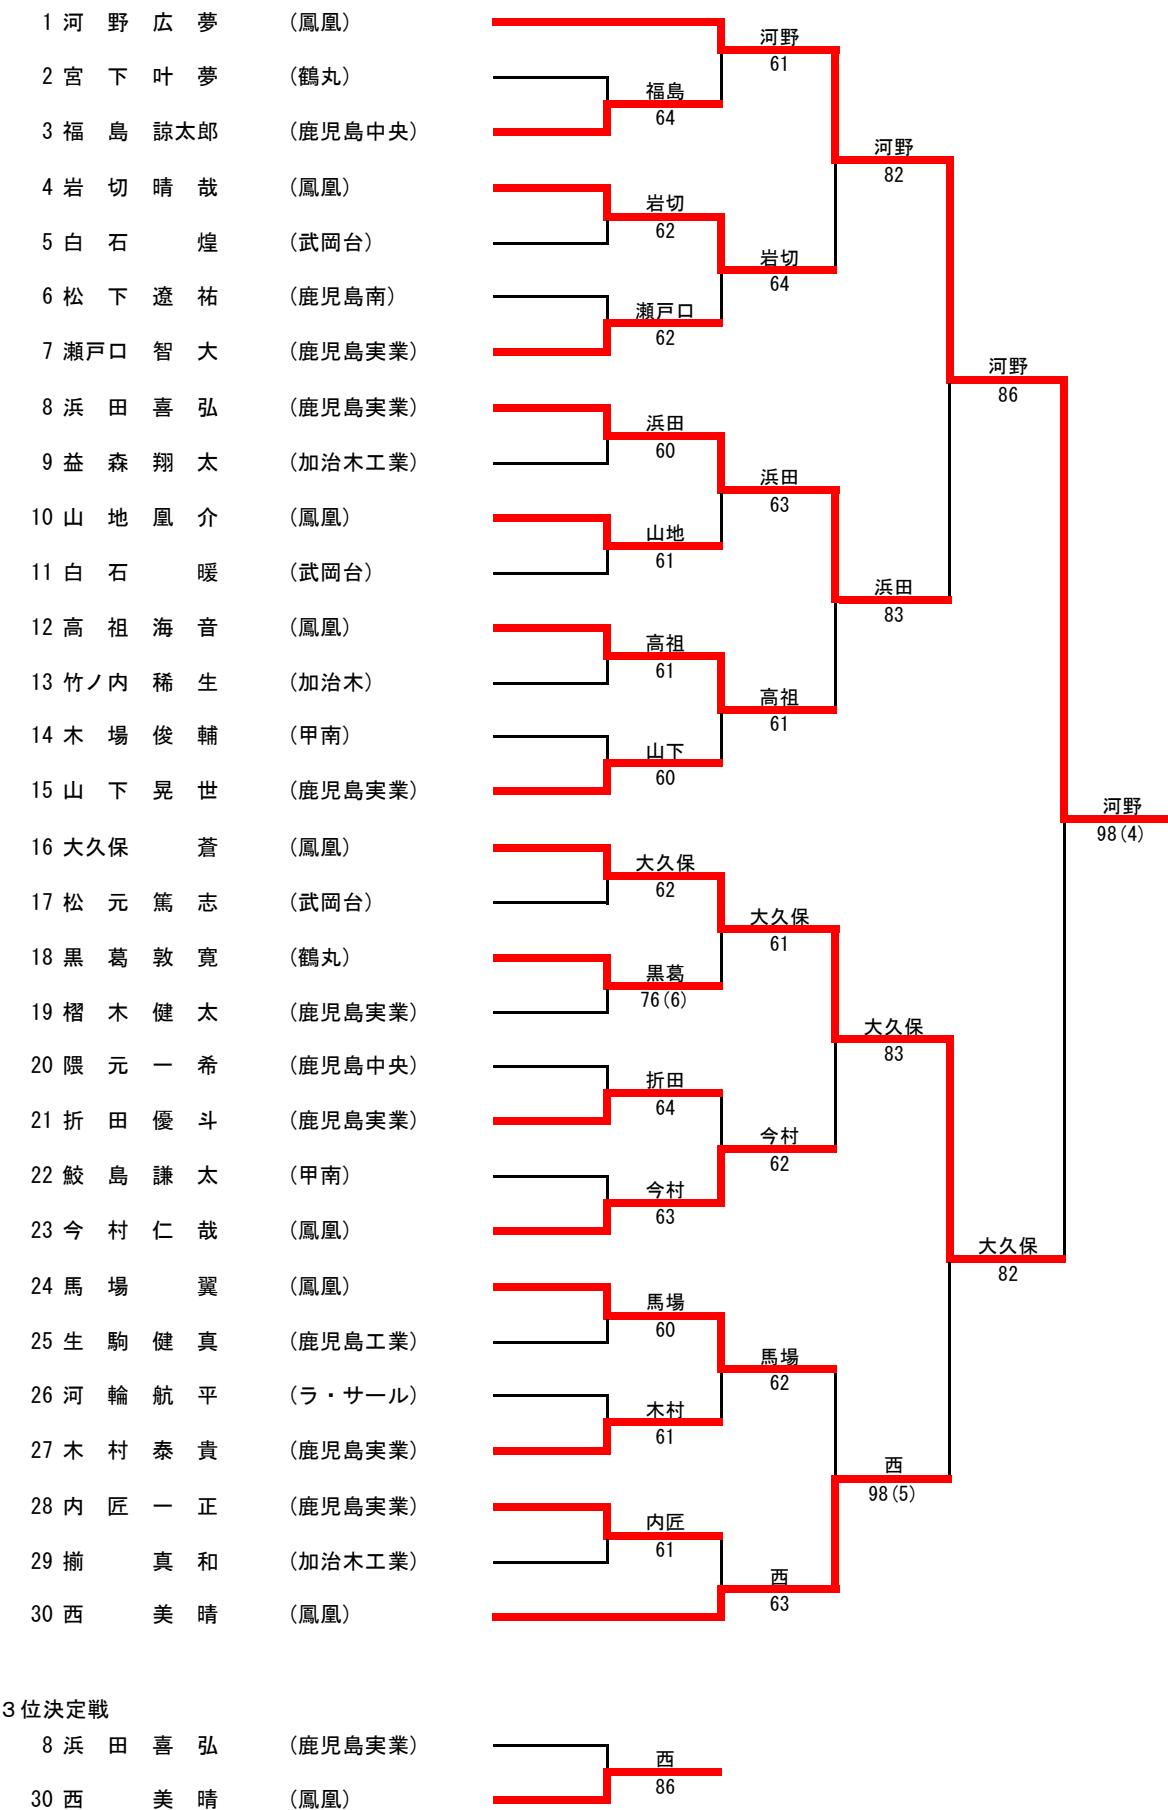 1 河 野 広 夢 (鳳凰)
河野
61
2 宮 下 叶 夢 (鶴丸)
福島
64
3 福 島 諒太郎 (鹿児島中央)
河野
82
4 岩 切 晴 哉 (鳳凰)
岩切
62
5 白 石 煌 (武岡台)
岩切
64
6 松 下 遼 祐 (鹿児島南)
瀬戸口
62
7 瀬戸口 智 大 (鹿児島実業)
河野
86
8 浜 田 喜 弘 (鹿児島実業)
浜田
60
9 益 森 翔 太 (加治木工業)
浜田
63
10 山 地 凰 介 (鳳凰)
山地
61
11 白 石 暖 (武岡台)
浜田
83
12 高 祖 海 音 (鳳凰)
高祖
61
13 竹ノ内 稀 生 (加治木)
高祖
61
14 木 場 俊 輔 (甲南)
山下
60
15 山 下 晃 世 (鹿児島実業)
河野
98(4)
16 大久保 蒼 (鳳凰)
大久保
62
17 松 元 篤 志 (武岡台)
大久保
61
18 黒 葛 敦 寛 (鶴丸)
黒葛
76(6)
19 槢 木 健 太 (鹿児島実業)
大久保
83
20 隈 元 一 希 (鹿児島中央)
折田
64
21 折 田 優 斗 (鹿児島実業)
今村
62
22 鮫 島 謙 太 (甲南)
今村
63
23 今 村 仁 哉 (鳳凰)
大久保
82
24 馬 場 翼 (鳳凰)
馬場
60
25 生 駒 健 真 (鹿児島工業)
馬場
62
26 河 輪 航 平 (ラ・サール)
木村
61
27 木 村 泰 貴 (鹿児島実業)
西
98(5)
28 内 匠 一 正 (鹿児島実業)
内匠
61
29 揃 真 和 (加治木工業)
西
63
30 西 美 晴 (鳳凰)
3位決定戦
8 浜 田 喜 弘 (鹿児島実業)
西
86
30 西 美 晴 (鳳凰)